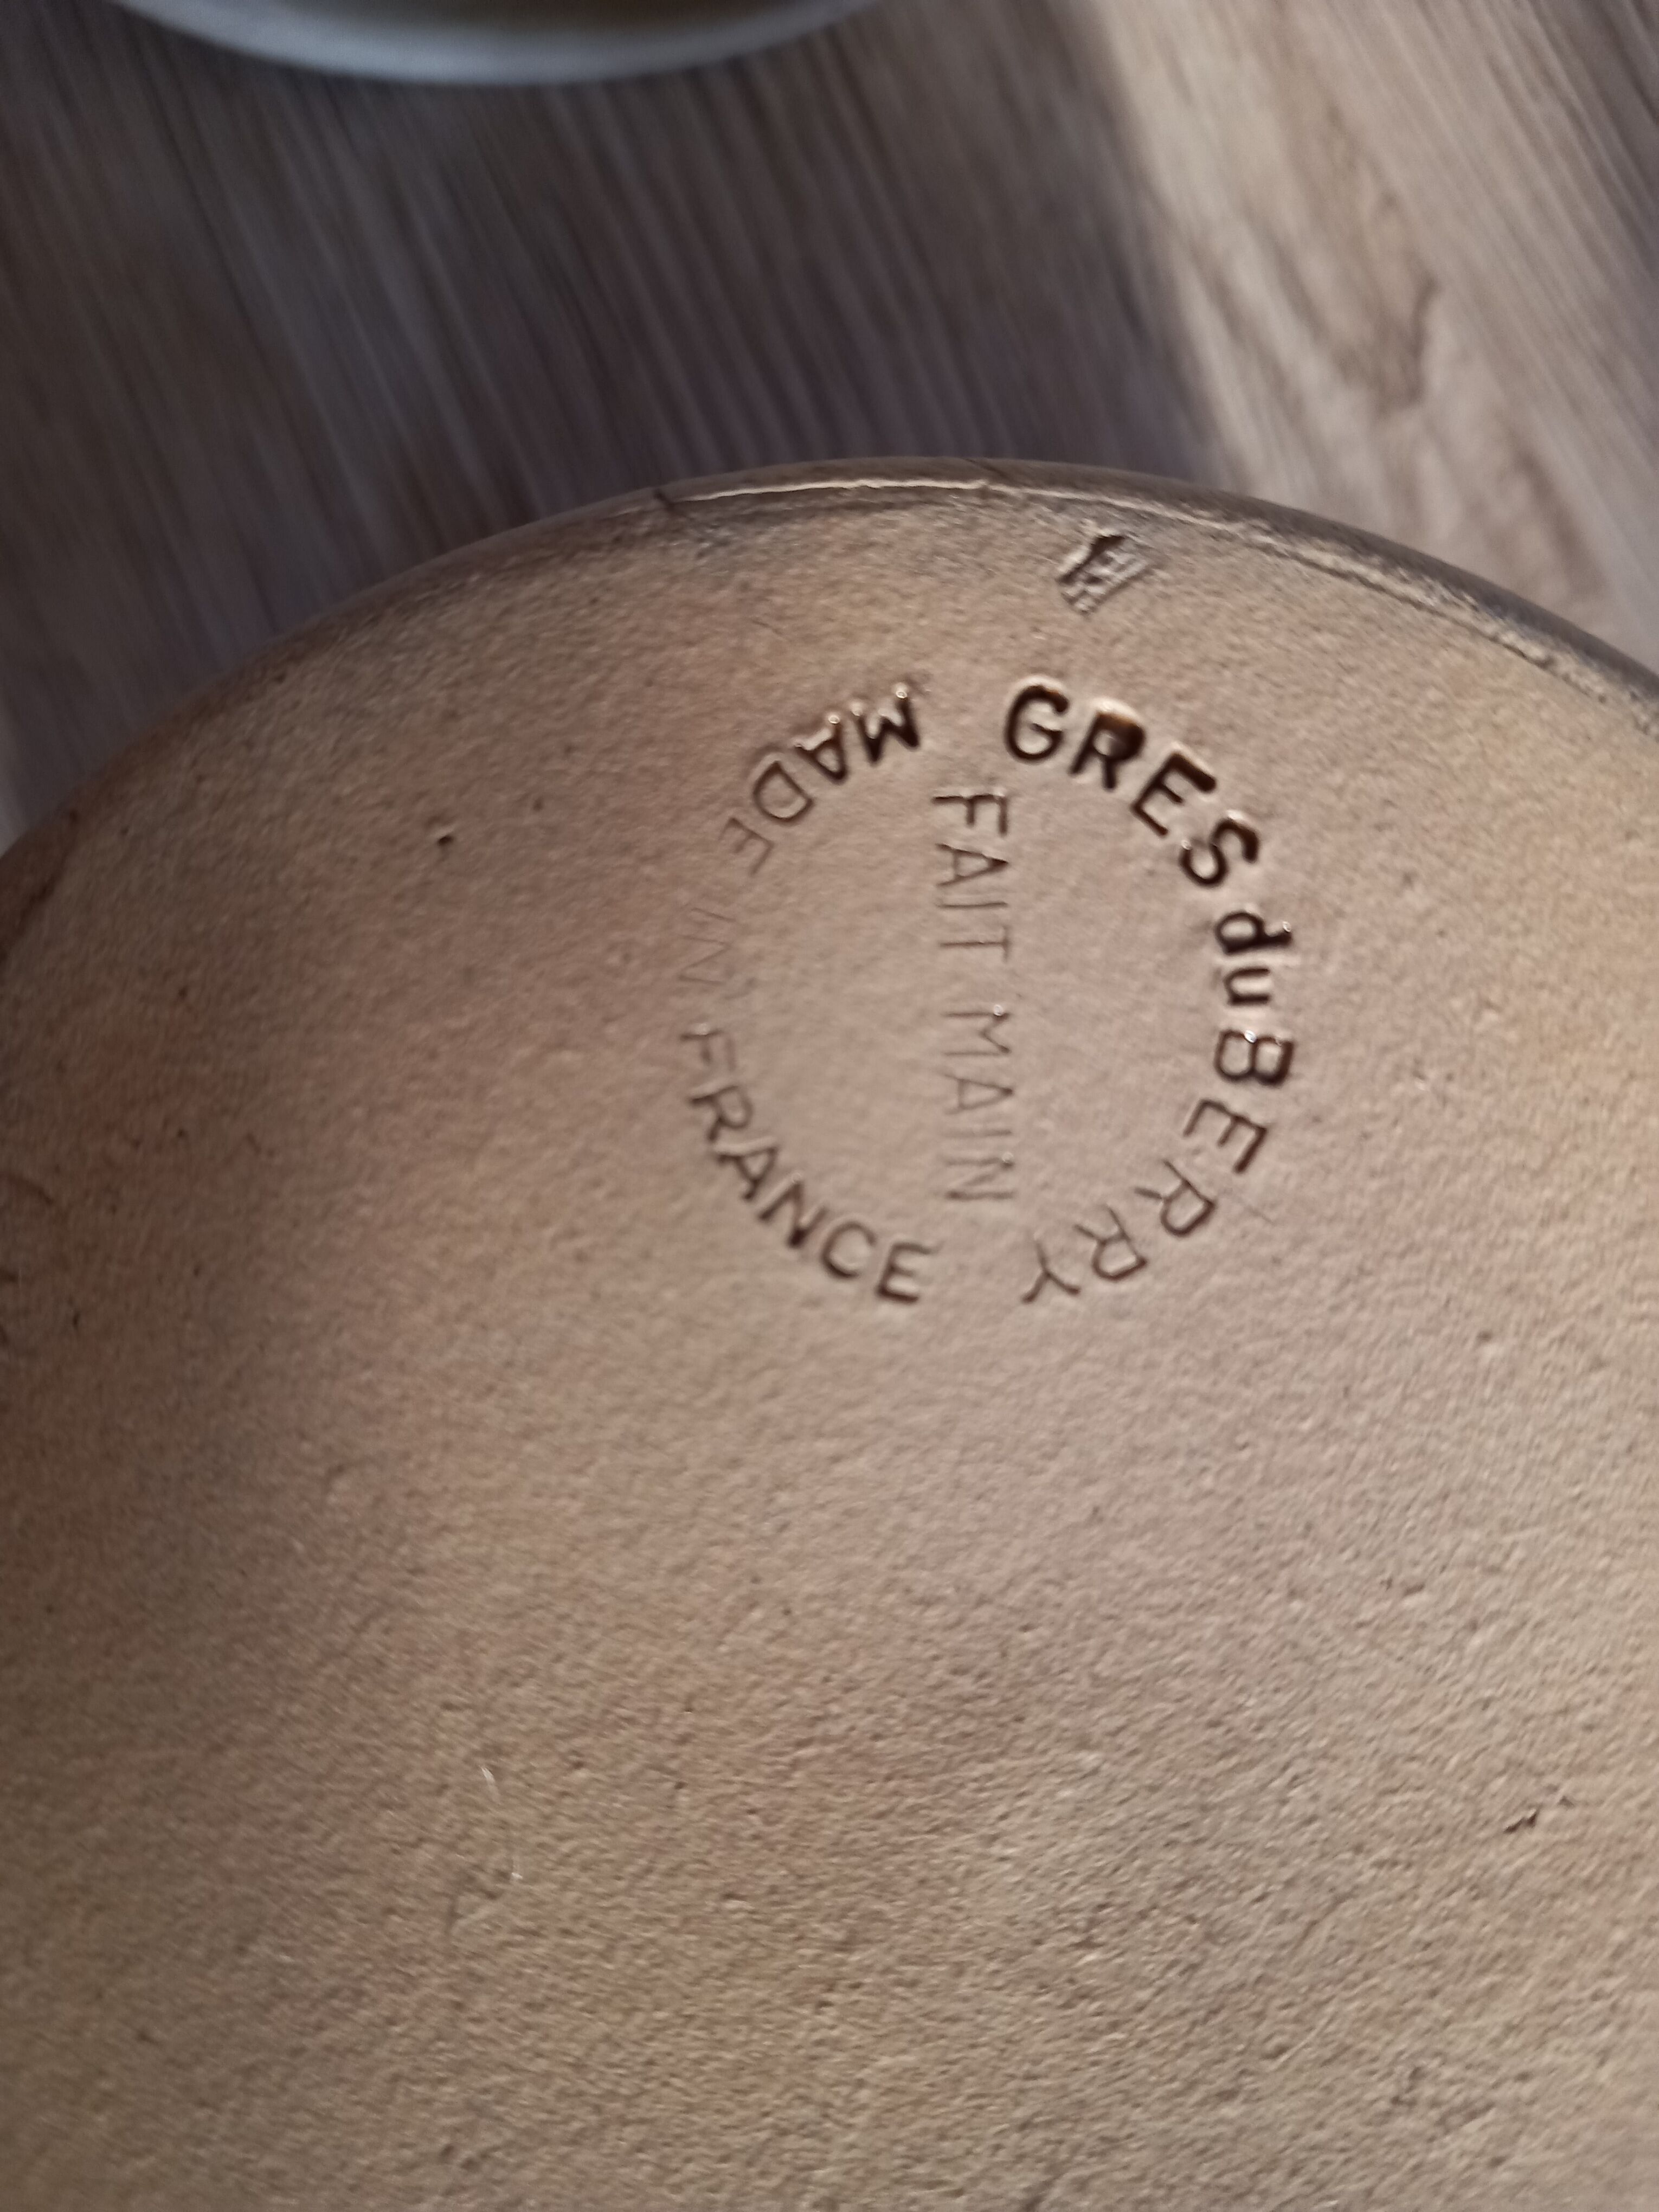 GRES du BERRY
FAIT MAIN
MADE IN FRANCE